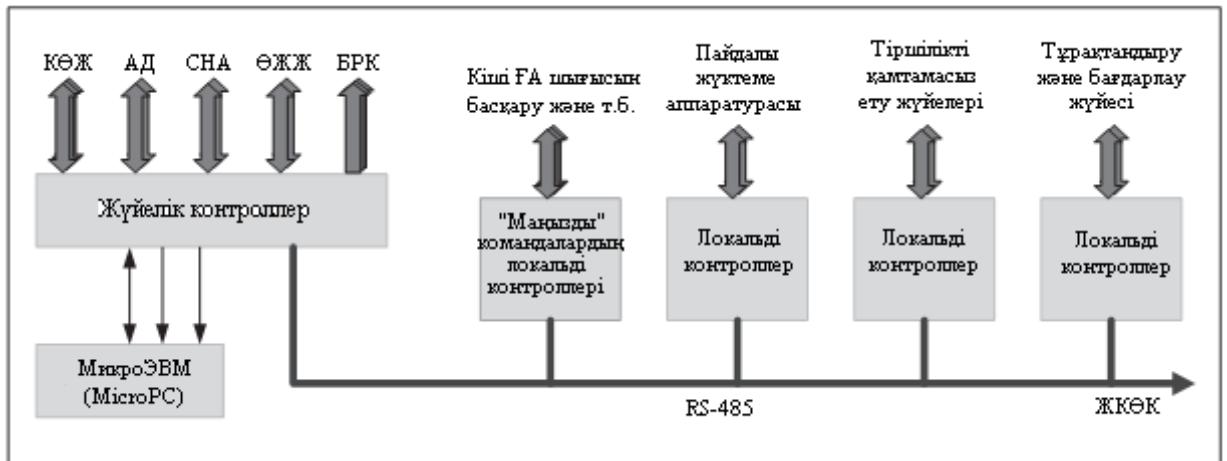 КӨЖ АД СНА ӨЖЖ БРК
Кіші ҒА шығысын
басқару және т.б.
Пайдалы
жүктеме
аппаратурасы
Тіршілікті
қамтамасыз
ету жүйелері
Тұрақтандыру
және бағдарлау
жүйесі
Жүйелік контроллер
"Маңызды"
командалардың
локальді
контроллері
Локальді
контроллер
Локальді
контроллер
Локальді
контроллер
МикроЭВМ
(MicroPC)
RS-485
ЖКӨК